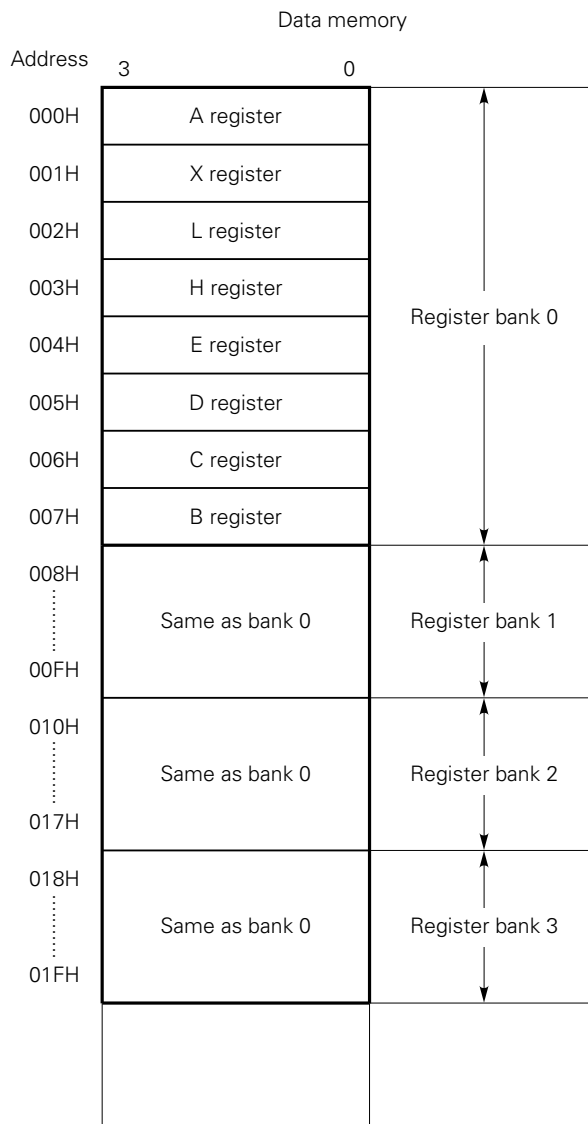 Data memory
Address
3 0
000H A register
001H X register
002H L register
003H H register
Register bank 0
004H E register
005H D register
006H C register
007H B register
008H
Same as bank 0 Register bank 1
00FH
010H
Same as bank 0 Register bank 2
017H
018H
Same as bank 0 Register bank 3
01FH